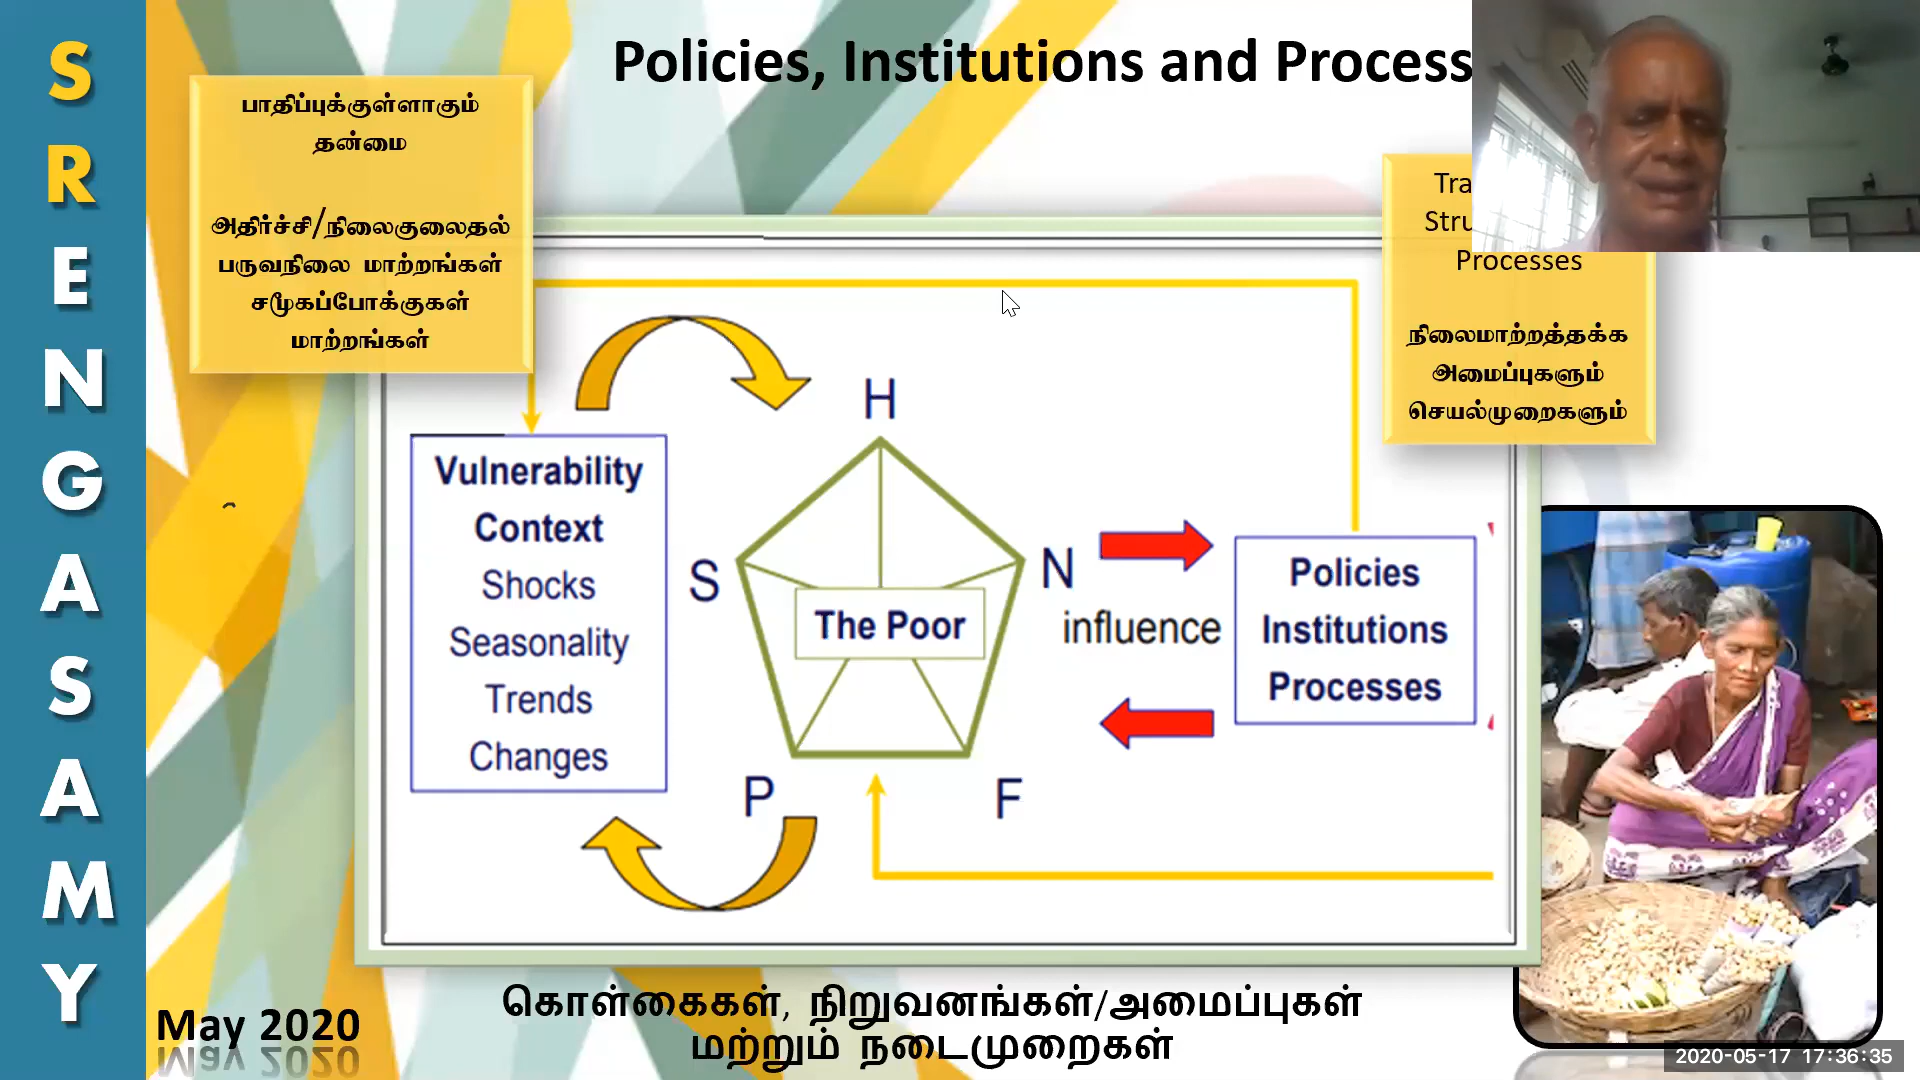 SRENGASAMY
Policies, Institutions and Process
பாதிப்புக்குள்ளாகும்
தன்மை
அதிர்ச்சி/நிலைகுலைதல்
பருவநிலை மாற்றங்கள்
சமூகப்போக்குகள்
மாற்றங்கள்
Processes
நிலைமாற்றத்தக்க
அமைப்புகளும்
செயல்முறைகளும்
Vulnerability
Context
Shocks
Seasonality
Trends
Changes
H
S
N
The Poor
P
F
influence
Policies
Institutions
Processes
May 2020
கொள்கைகள், நிறுவனங்கள்/அமைப்புகள்
மற்றும் நடைமுறைகள்
2020-05-17 17:36:35